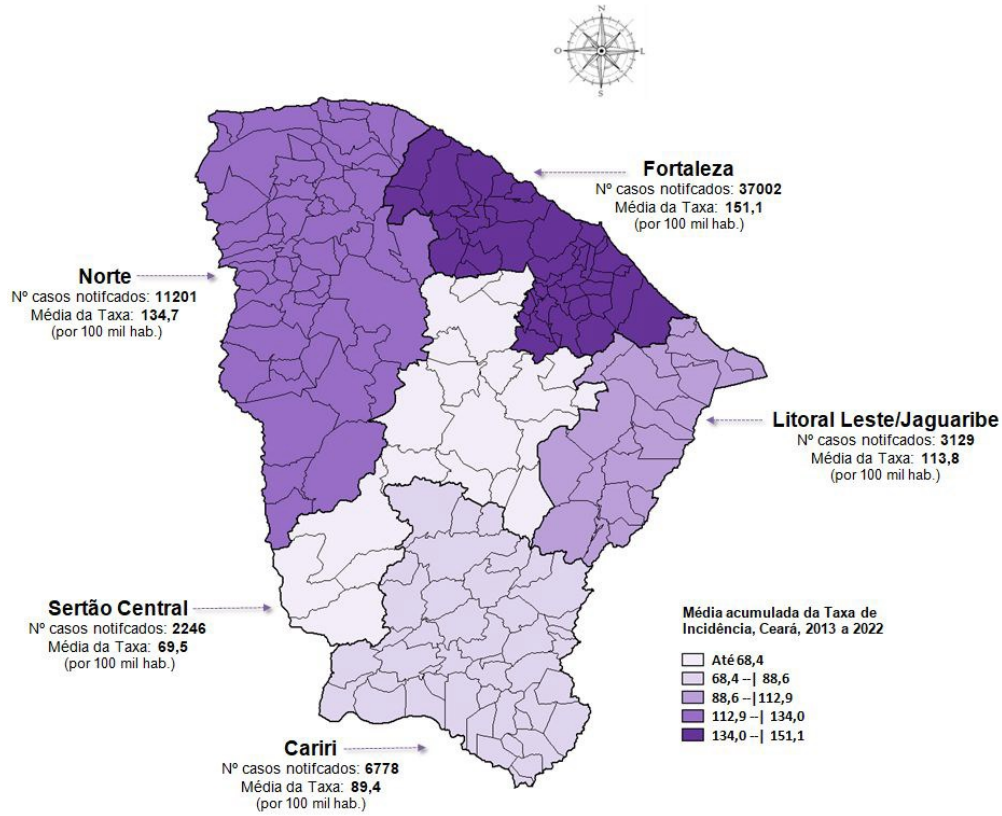 N
O
L
S
Fortaleza
Nº casos notifcados: 37002
Média da Taxa: 151,1
(por 100 mil hab.)
Norte
Nº casos notifcados: 11201
Média da Taxa: 134,7
(por 100 mil hab.)
Litoral Leste/Jaguaribe
Nº casos notifcados: 3129
Média da Taxa: 113,8
(por 100 mil hab.)
Sertão Central
Nº casos notifcados: 2246
Média da Taxa: 69,5
(por 100 mil hab.)
Média acumulada da Taxa de
Incidência, Ceará, 2013 a 2022
Até 68,4
68,4 --| 88,6
88,6 --|112,9
112,9 --| 134,0
134,0 --| 151,1
Cariri
Nº casos notifcados: 6778
Média da Taxa: 89,4
(por 100 mil hab.)